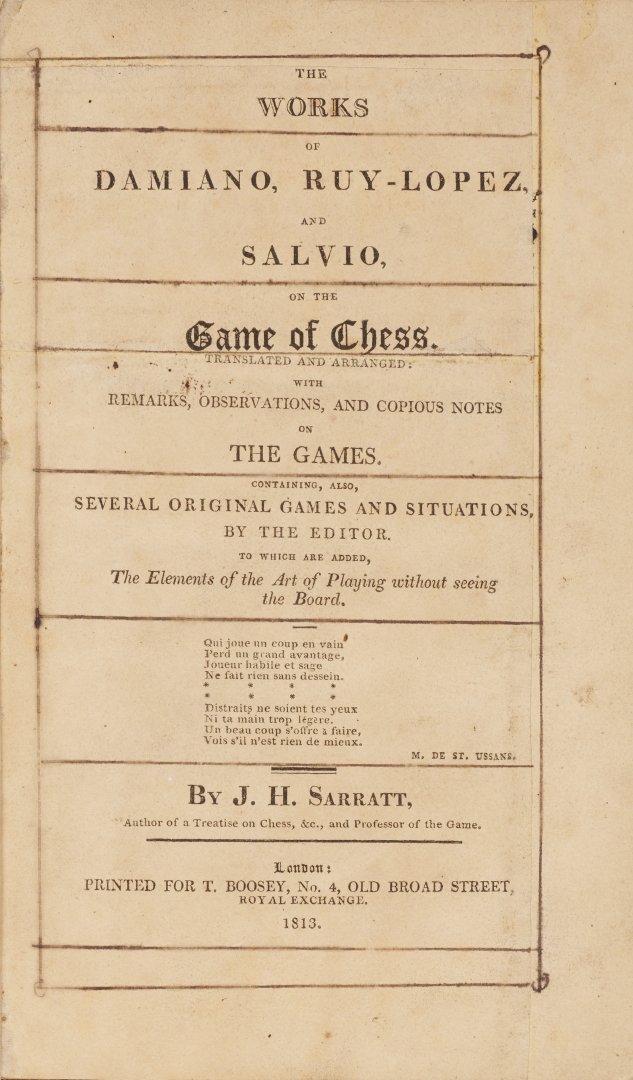 THE
WORKS
OF
DAMIANO, RUY-LOPEZ,
AND
SALVIO,
ON THE
Game of Chess.
TRANSLATED AND ARRANGED:
WITH
REMARKS, OBSERVATIONS, AND COPIOUS NOTES
ON
THE GAMES.
CONTAINING, ALSO,
SEVERAL ORIGINAL GAMES AND SITUATIONS,
BY THE EDITOR.
TO WHICH ARE ADDED,
The Elements of the Art of Playing without seeing
the Board.
Qui joue un coup en vain
Perd un grand avantage,
Joueur habile et sage
Ne fait rien sans dessein.
* * * *
* * * *
Distraits ne soient tes yeux
Ni ta main trop légère.
Un beau coup s'offre à faire,
Vois s'il n'est rien de mieux.
M. DE ST. USSANS.
BY J. H. SARRATT,
Author of a Treatise on Chess, &c., and Professor of the Game.
London:
PRINTED FOR T. BOOSEY, No. 4, OLD BROAD STREET,
ROYAL EXCHANGE.
1813.